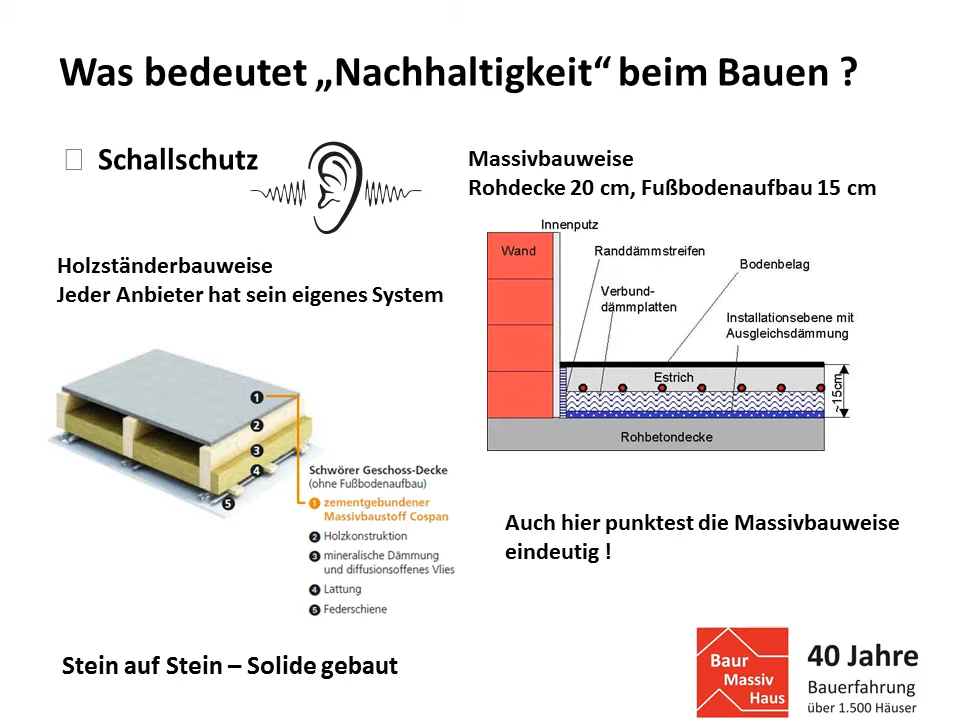 Was bedeutet „Nachhaltigkeit“ beim Bauen ?
Schallschutz
Holzständerbauweise
Jeder Anbieter hat sein eigenes System
1
2
3
4
5
Schwörer Geschoss-Decke
(ohne Fußbodenaufbau)
1 zementgebundener
Massivbaustoff Cospan
2 Holzkonstruktion
3 mineralische Dämmung
und diffusionsoffenes Vlies
4 Lattung
5 Federschiene
Massivbauweise
Rohdecke 20 cm, Fußbodenaufbau 15 cm
Innenputz
Wand
Randdämmstreifen
Bodenbelag
Verbund-
dämmplatten
Installationsebene mit
Ausgleichsdämmung
Estrich
~15cm
Rohbetondecke
Auch hier punktest die Massivbauweise
eindeutig !
Stein auf Stein – Solide gebaut
Baur
Massiv
Haus
40 Jahre
Bauerfahrung
über 1.500 Häuser